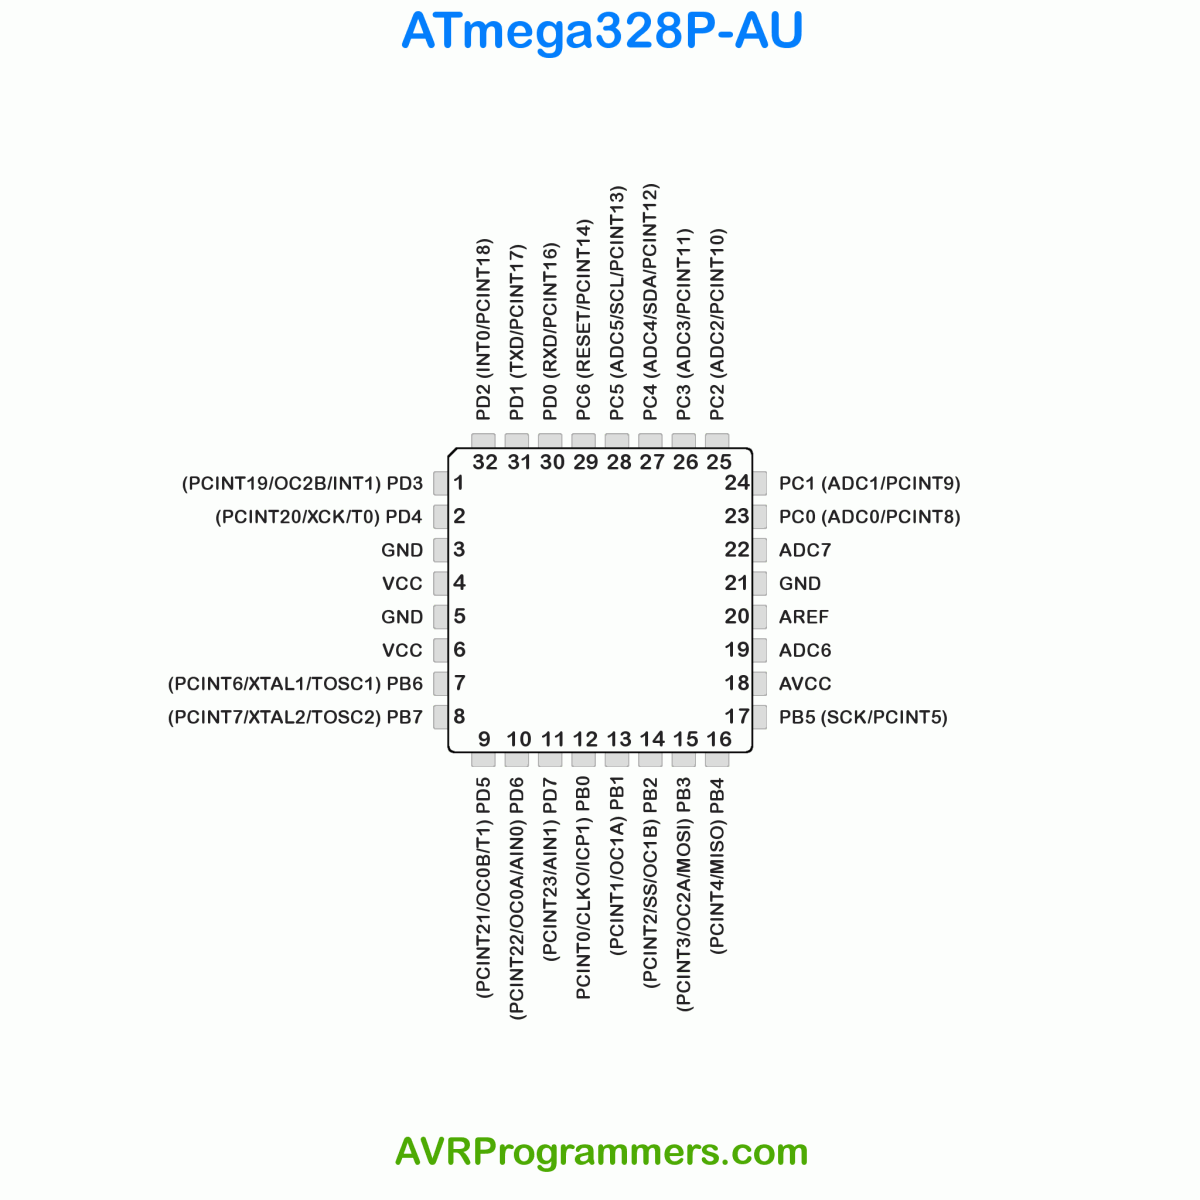 ATmega328P-AU
PD2 (INT0/PCINT18)
PD1 (TXD/PCINT17)
PD0 (RXD/PCINT16)
PC6 (RESET/PCINT14)
PC5 (ADC5/SCL/PCINT13)
PC4 (ADC4/SDA/PCINT12)
PC3 (ADC3/PCINT11)
PC2 (ADC2/PCINT10)
32 31 30 29 28 27 26 25
(PCINT19/OC2B/INT1) PD3 1 24 PC1 (ADC1/PCINT9)
(PCINT20/XCK/T0) PD4 2 23 PC0 (ADC0/PCINT8)
GND 3 22 ADC7
VCC 4 21 GND
GND 5 20 AREF
VCC 6 19 ADC6
(PCINT6/XTAL1/TOSC1) PB6 7 18 AVCC
(PCINT7/XTAL2/TOSC2) PB7 8 17 PB5 (SCK/PCINT5)
9 10 11 12 13 14 15 16
(PCINT21/OC0B/T1) PD5
(PCINT22/OC0A/AIN0) PD6
(PCINT23/AIN1) PD7
PCINT0/CLKO/ICP1) PB0
(PCINT1/OC1A) PB1
(PCINT2/SS/OC1B) PB2
(PCINT3/OC2A/MOSI) PB3
(PCINT4/MISO) PB4
AVRProgrammers.com